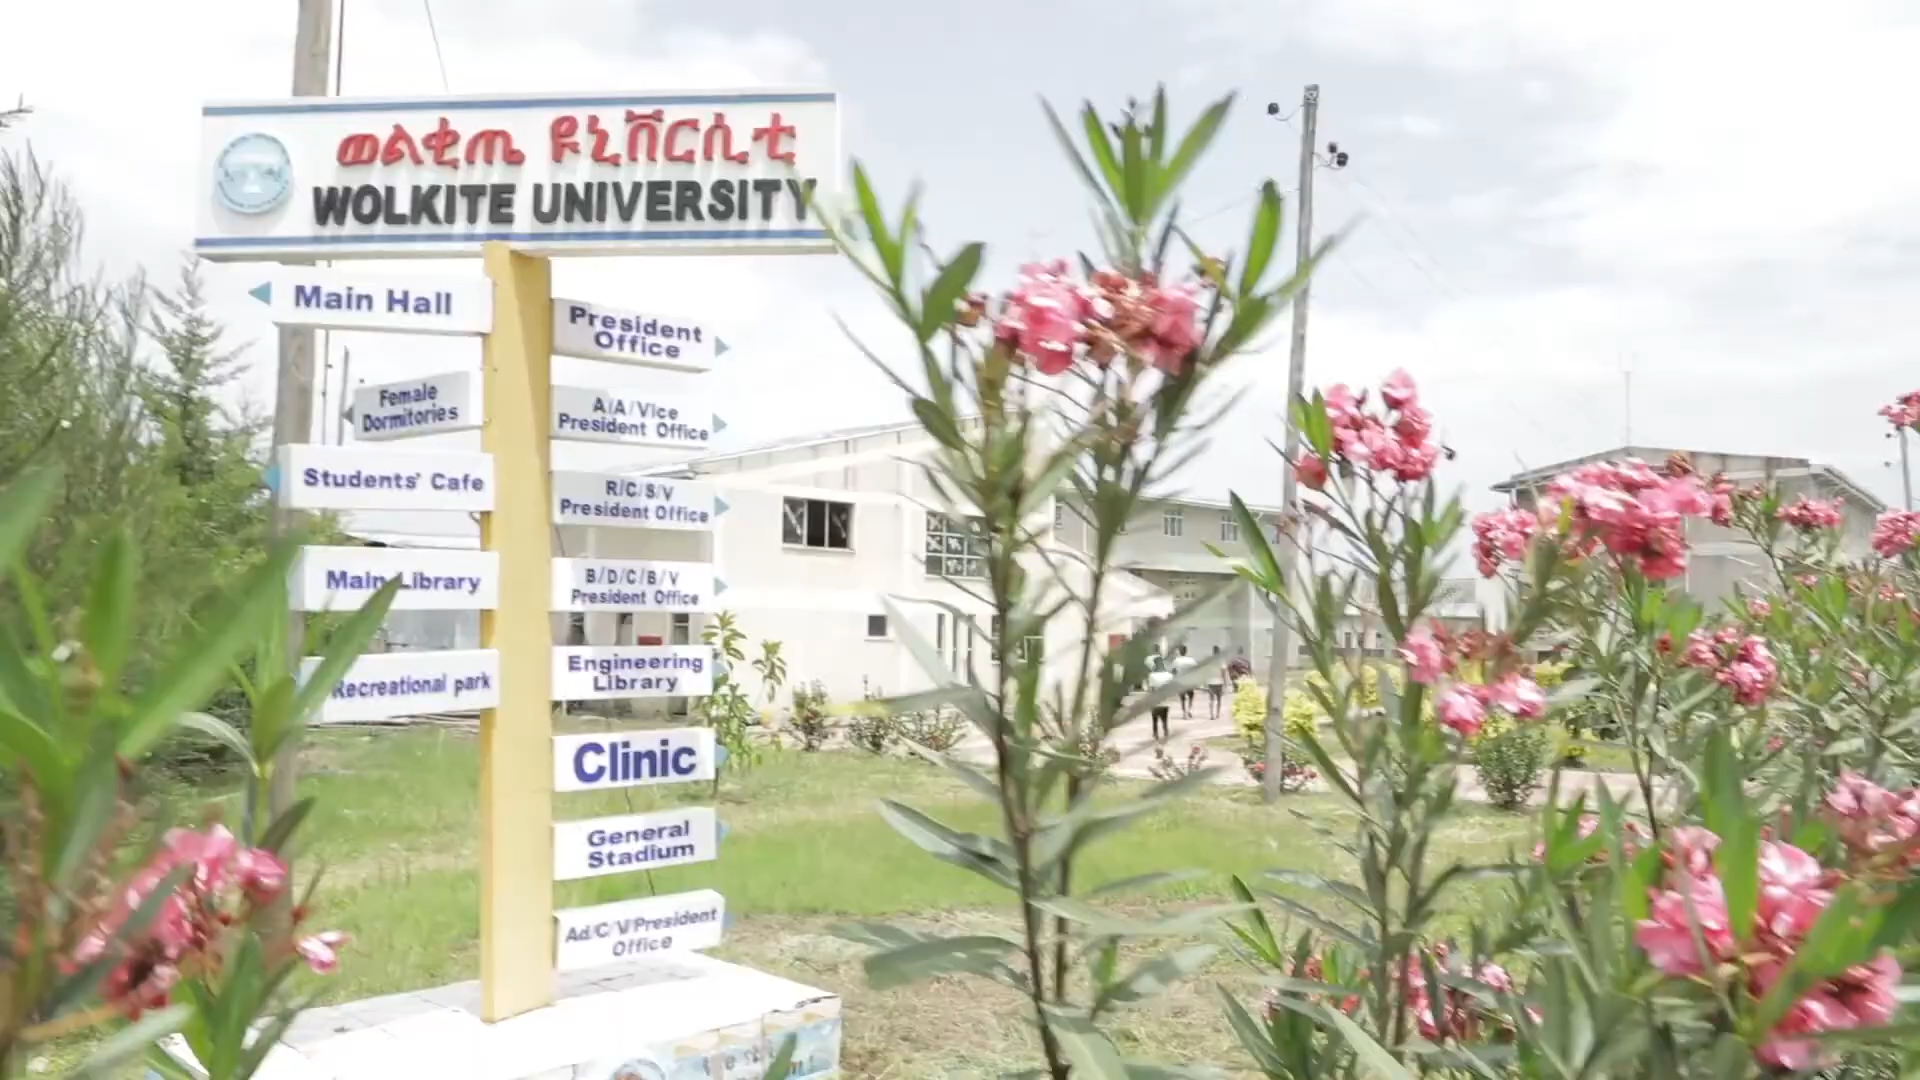 ወልቂጤ ዩኒቨርሲቲ
WOLKITE UNIVERSITY
Main Hall
Female
Dormitories
Students' Cafe
Main Library
Recreational park
President
Office
A/A/Vice
President Office
R/C/S/V
President Office
B/D/C/B/V
President Office
Engineering
Library
Clinic
General
Stadium
Ad/C/V/President
Office